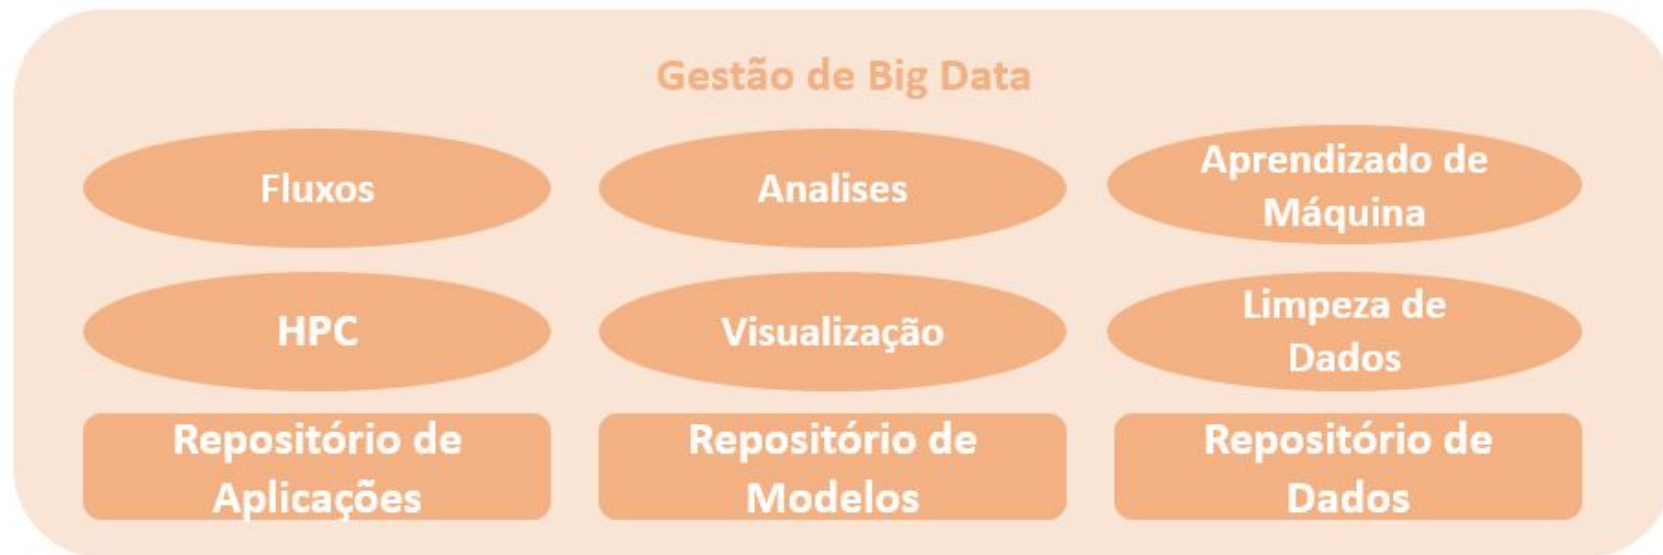 Gestão de Big Data
Fluxos
Analises
Aprendizado de
Máquina
HPC
Visualização
Limpeza de
Dados
Repositório de
Aplicações
Repositório de
Modelos
Repositório de
Dados